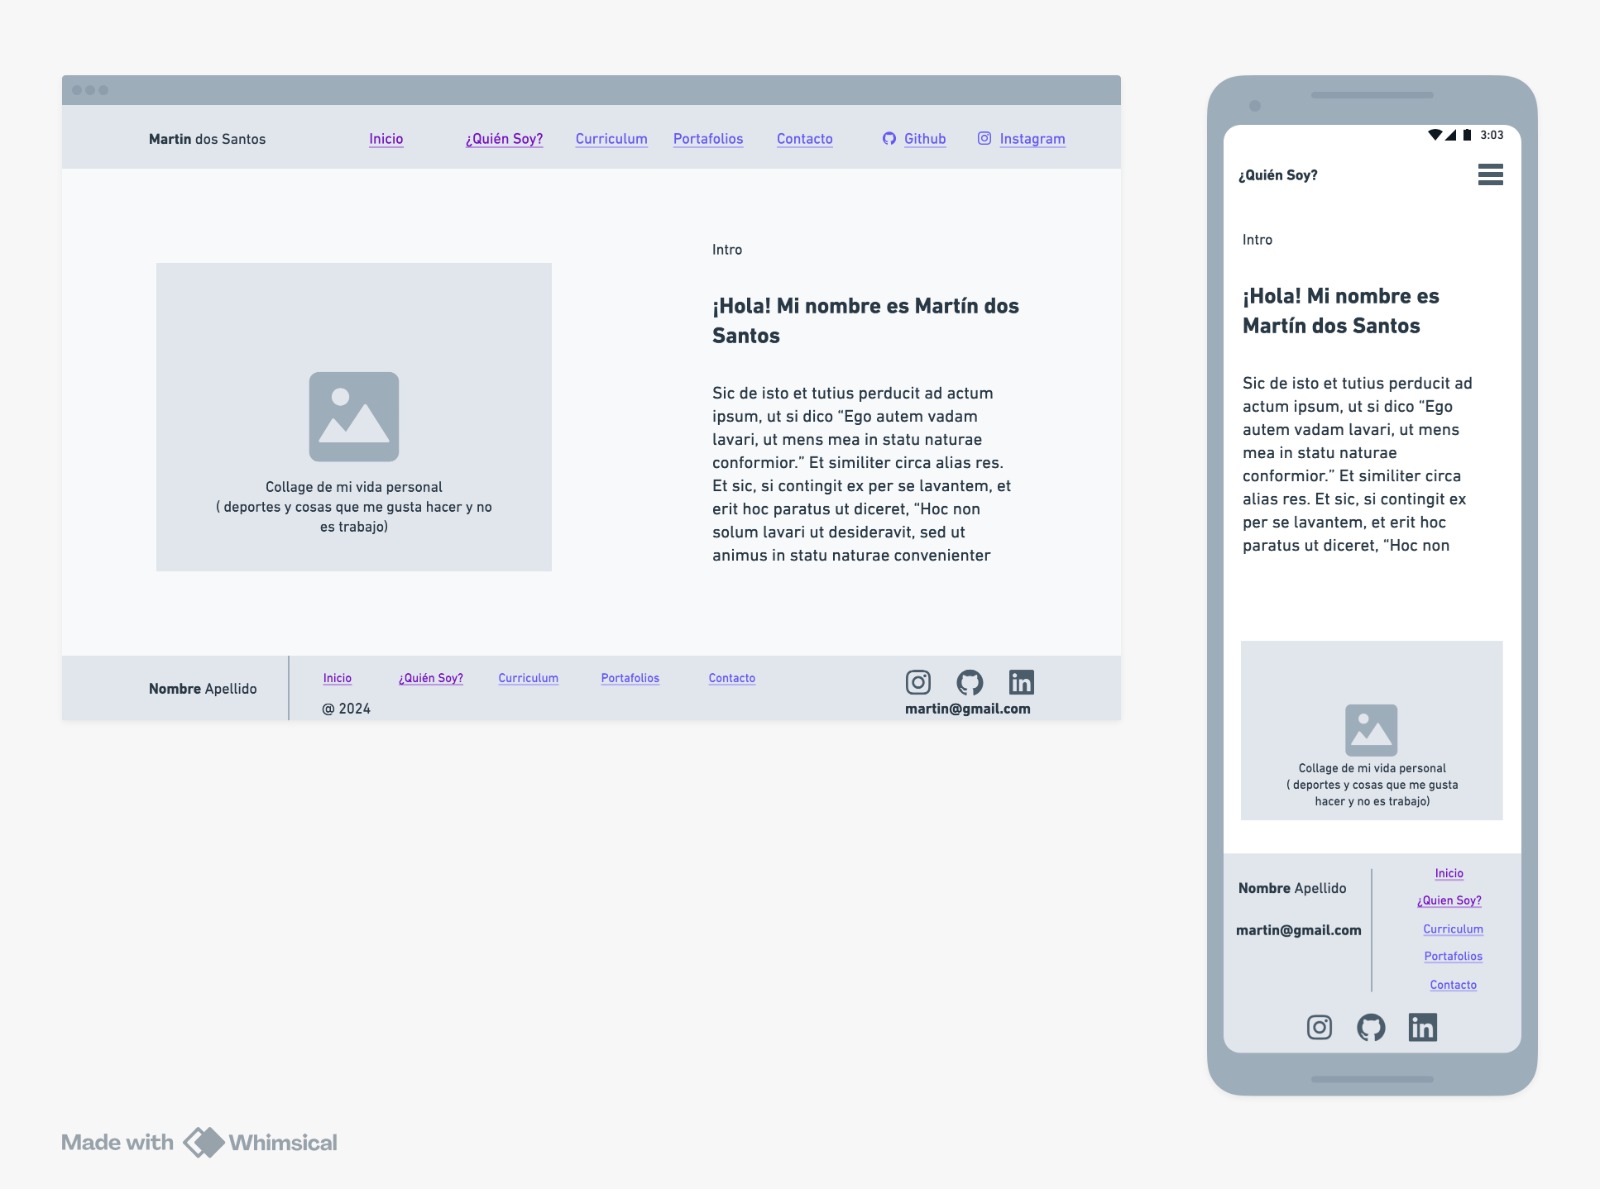 Martin dos Santos
Inicio
¿Quién Soy?
Curriculum
Portafolios
Contacto
Github
Instagram
Intro
¡Hola! Mi nombre es Martín dos
Santos
Sic de isto et tutius perducit ad actum
ipsum, ut si dico “Ego autem vadam
lavari, ut mens mea in statu naturae
conformior.” Et similiter circa alias res.
Et sic, si contingit ex per se lavantem, et
erit hoc paratus ut diceret, “Hoc non
solum lavari ut desideravit, sed ut
animus in statu naturae convenienter
Collage de mi vida personal
( deportes y cosas que me gusta hacer y no
es trabajo)
Nombre Apellido
Inicio
¿Quién Soy?
Curriculum
Portafolios
Contacto
@ 2024
martin@gmail.com
3:03
¿Quién Soy?
Intro
¡Hola! Mi nombre es
Martín dos Santos
Sic de isto et tutius perducit ad
actum ipsum, ut si dico “Ego
autem vadam lavari, ut mens
mea in statu naturae
conformior.” Et similiter circa
alias res. Et sic, si contingit ex
per se lavantem, et erit hoc
paratus ut diceret, “Hoc non
Collage de mi vida personal
( deportes y cosas que me gusta
hacer y no es trabajo)
Nombre Apellido
martin@gmail.com
Inicio
¿Quien Soy?
Curriculum
Portafolios
Contacto
Made with Whimsical